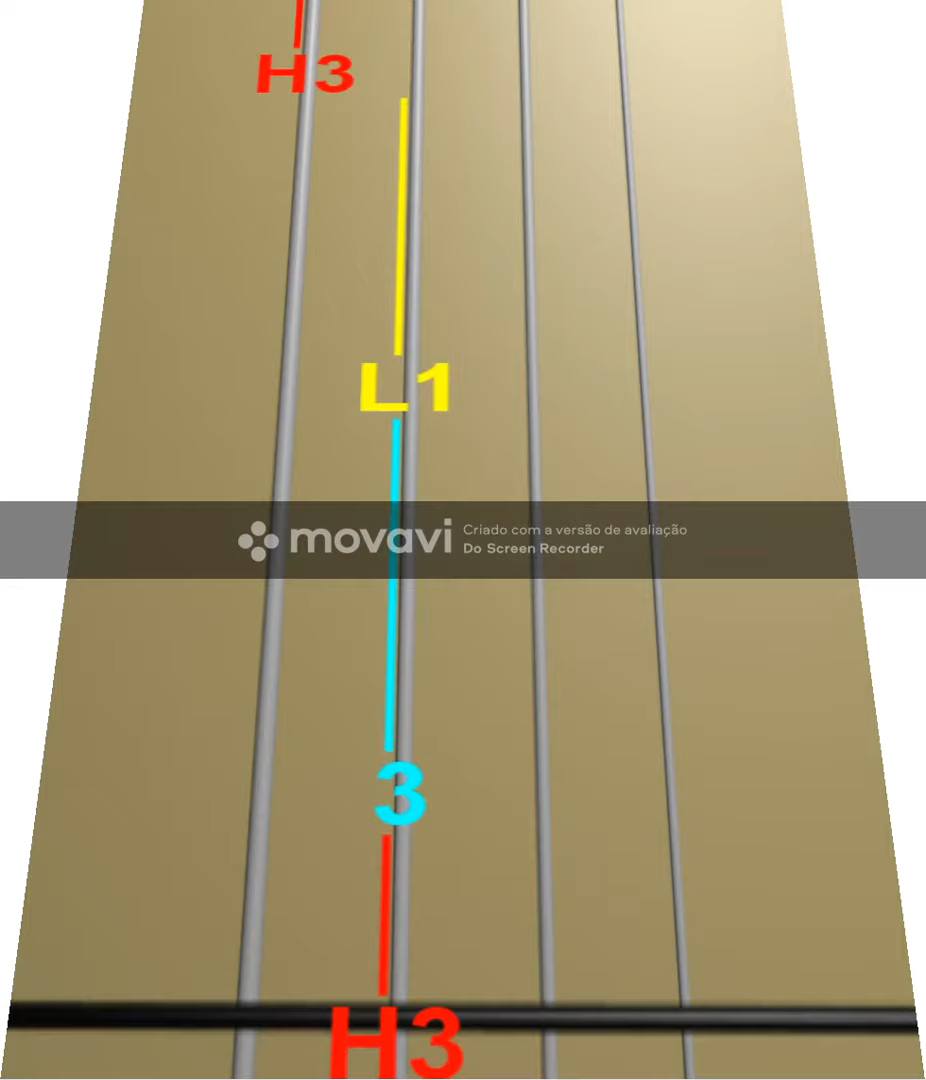 H3
L1
movavi
Criado com a versão de avaliação
Do Screen Recorder
3
H3